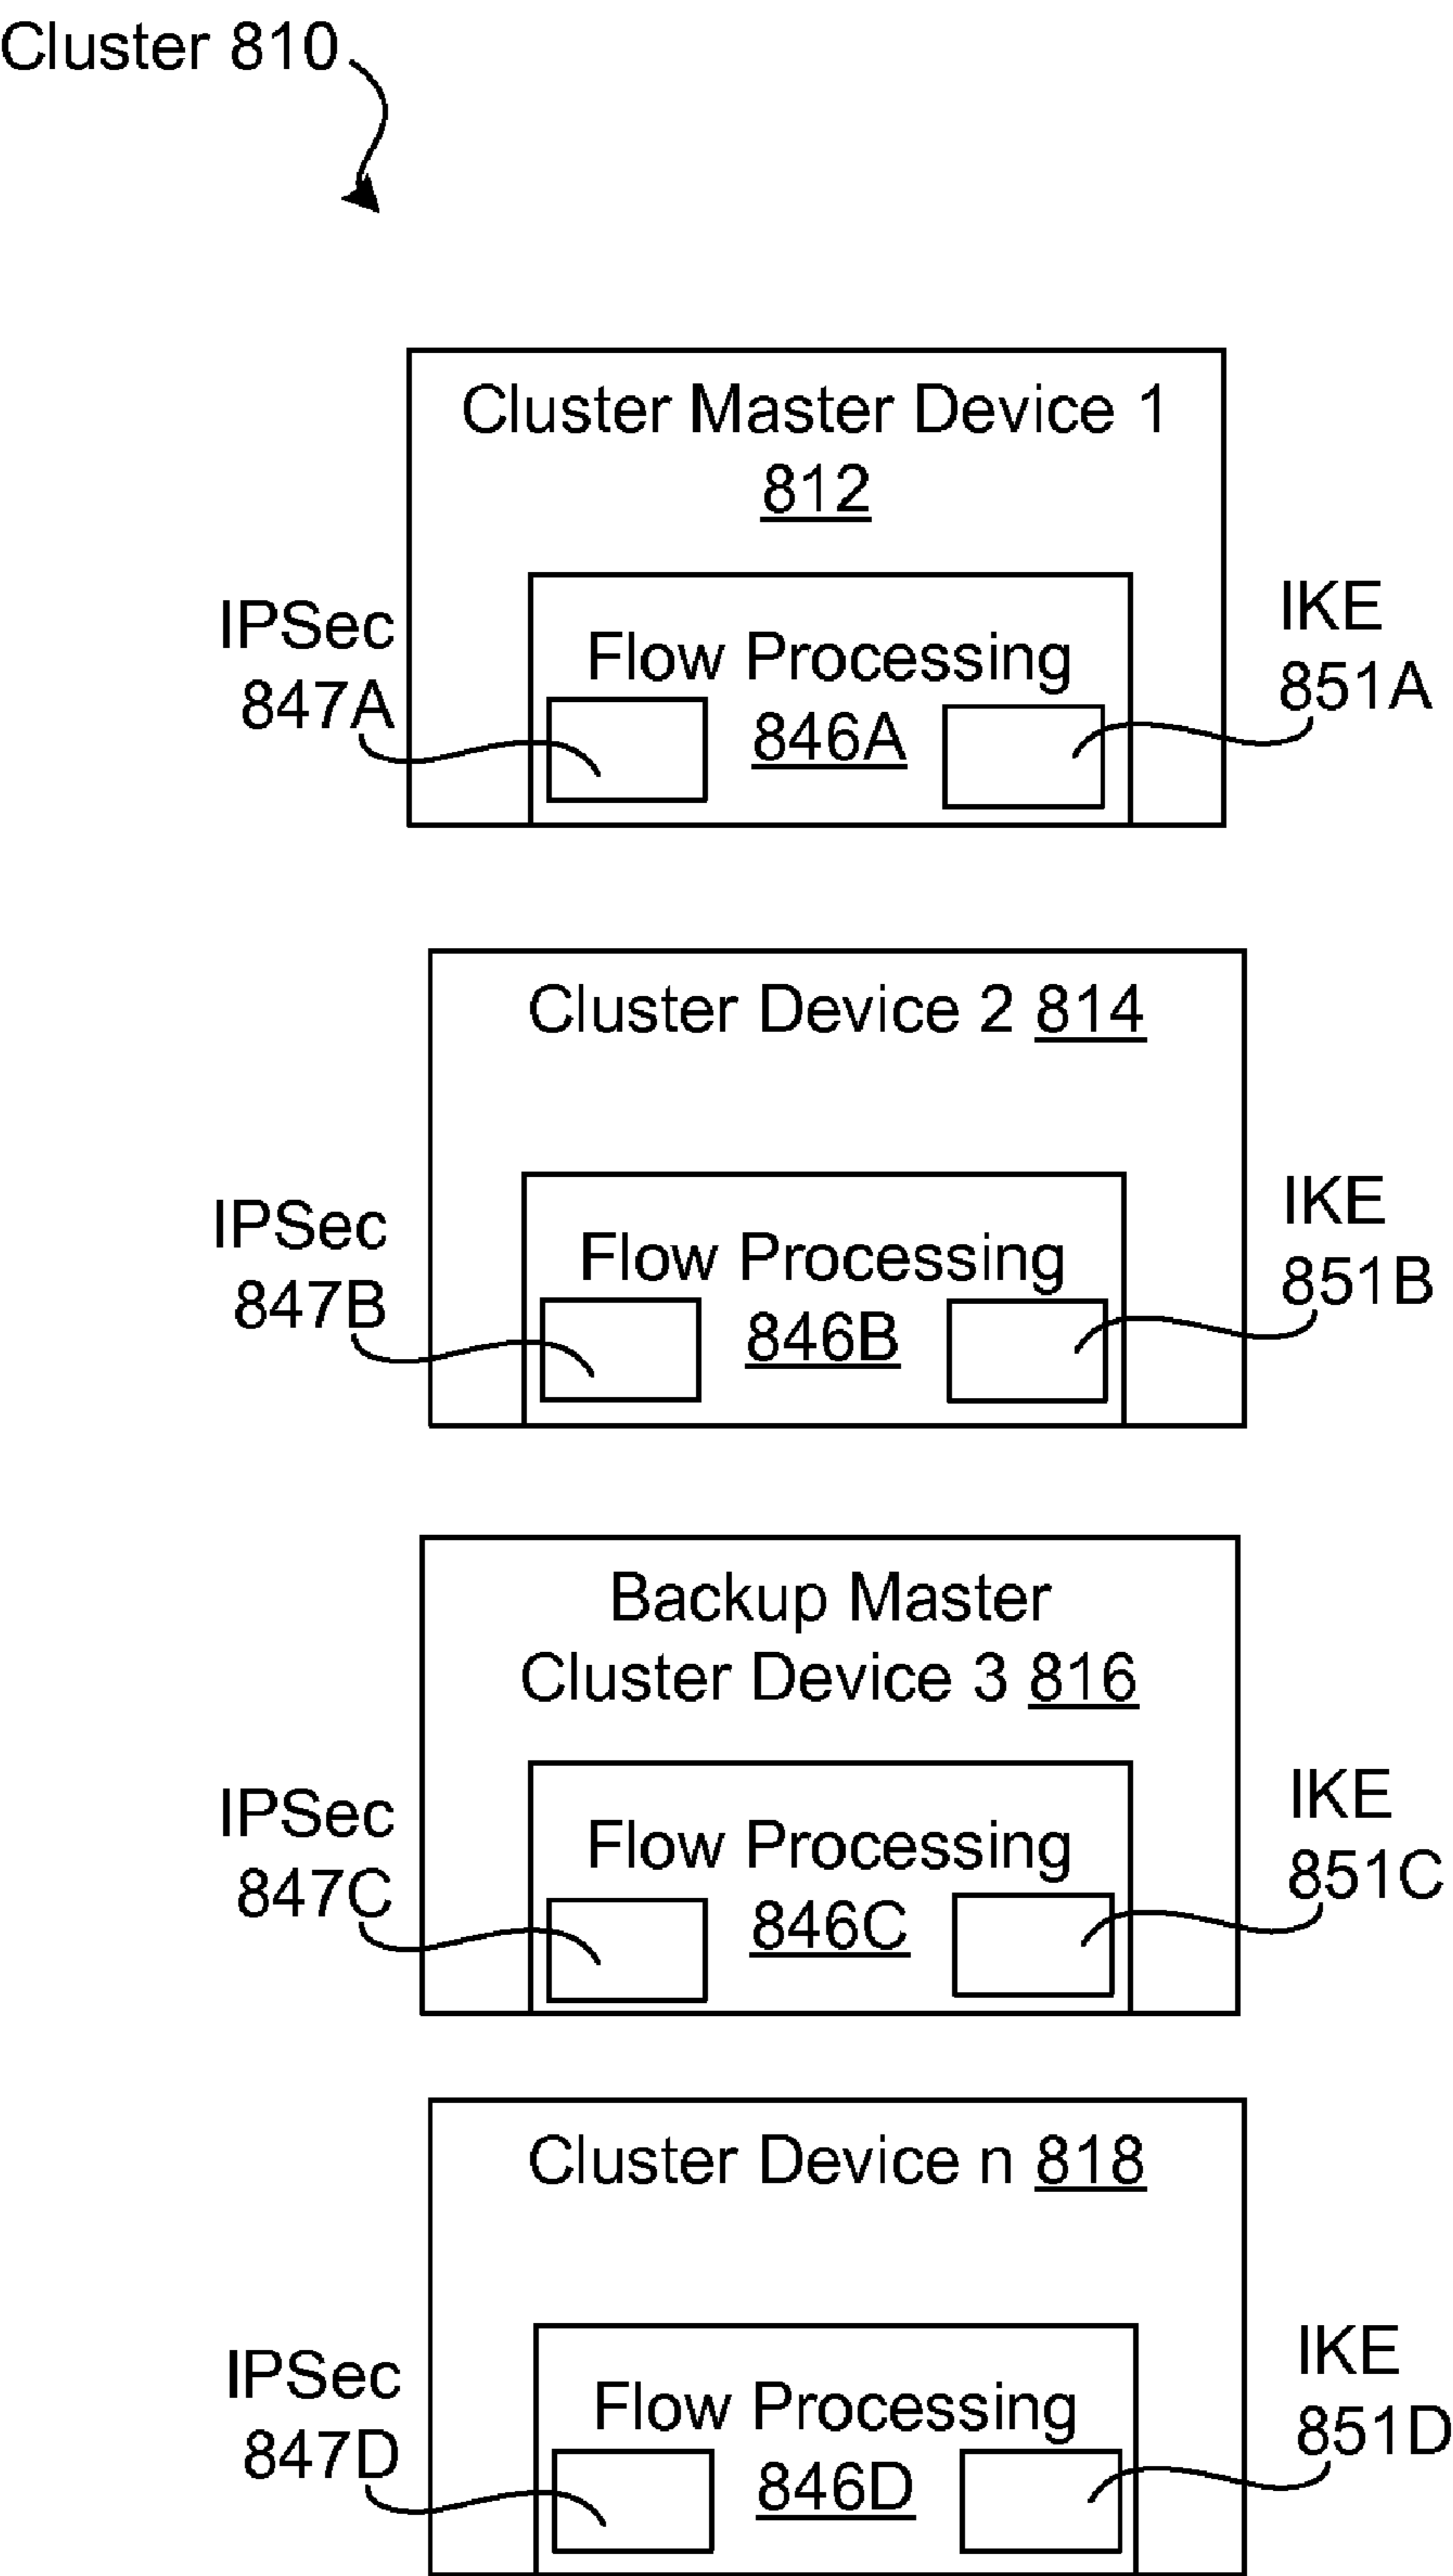 Cluster 810
Cluster Master Device 1
812
IPSec
847A
Flow Processing
846A
IKE
851A
Cluster Device 2 814
IPSec
847B
Flow Processing
846B
IKE
851B
Backup Master
Cluster Device 3 816
IPSec
847C
Flow Processing
846C
IKE
851C
Cluster Device n 818
IPSec
847D
Flow Processing
846D
IKE
851D